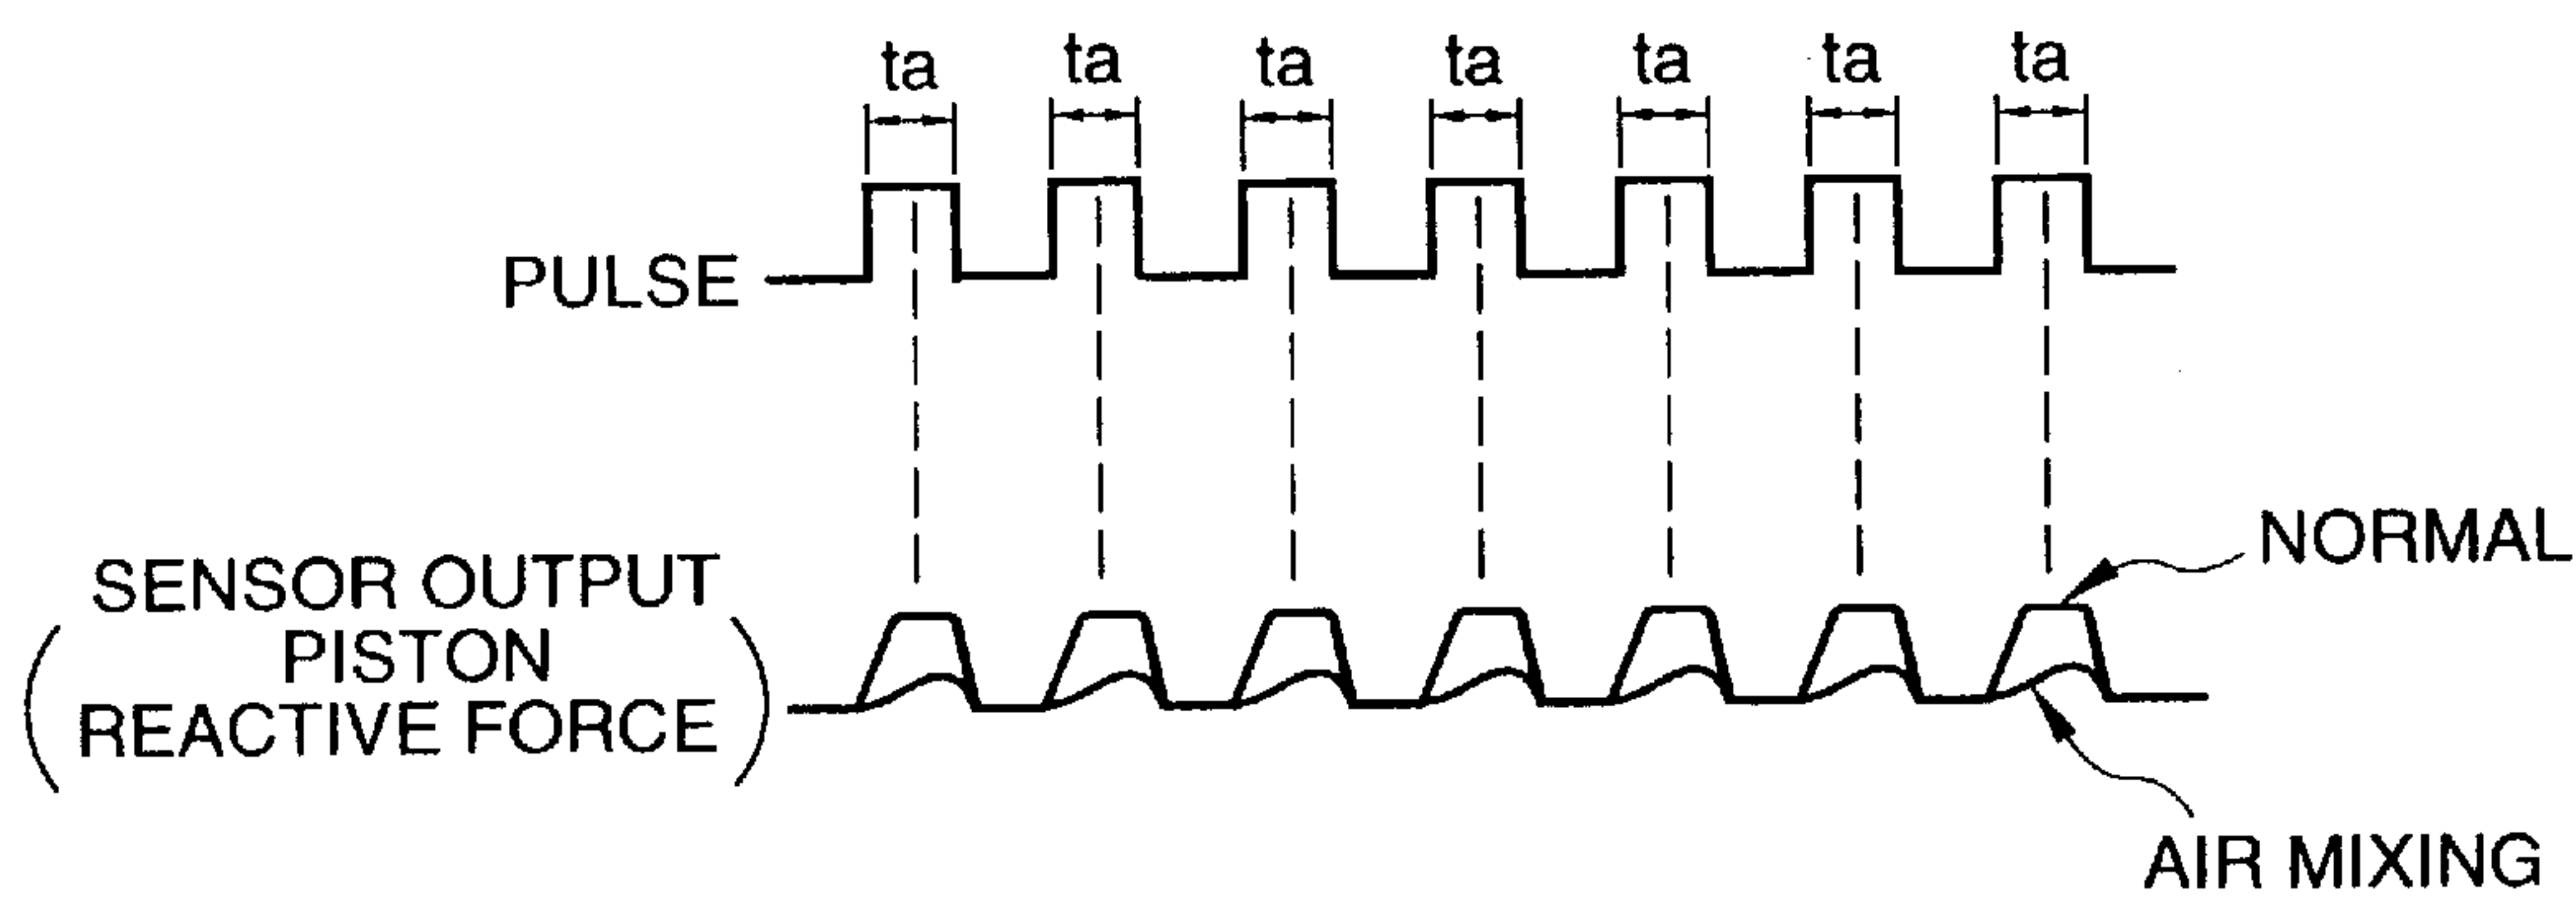 ta ta ta ta ta ta ta
PULSE
NORMAL
SENSOR OUTPUT
PISTON
REACTIVE FORCE
AIR MIXING